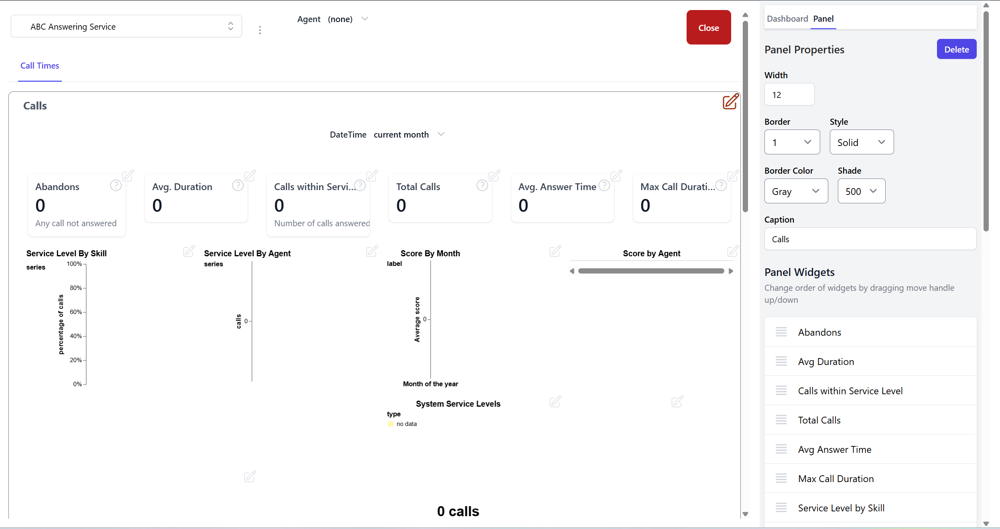 ABC Answering Service
Agent (none)
Close
Call Times
Calls
DateTime current month
Abandons
0
Any call not answered
Avg. Duration
0
Calls within Servi...
0
Number of calls answered
Total Calls
0
Avg. Answer Time
0
Max Call Durati...
0
Service Level By Skill
series
100%
80%
60%
40%
20%
0%
percentage of calls
Service Level By Agent
series
calls
0
Score By Month
label
Average score
0
Month of the year
Score by Agent
System Service Levels
type
no data
0 calls
Dashboard Panel
Panel Properties
Delete
Width
12
Border Style
1 Solid
Border Color Shade
Gray 500
Caption
Calls
Panel Widgets
Change order of widgets by dragging move handle
up/down
Abandons
Avg Duration
Calls within Service Level
Total Calls
Avg Answer Time
Max Call Duration
Service Level by Skill